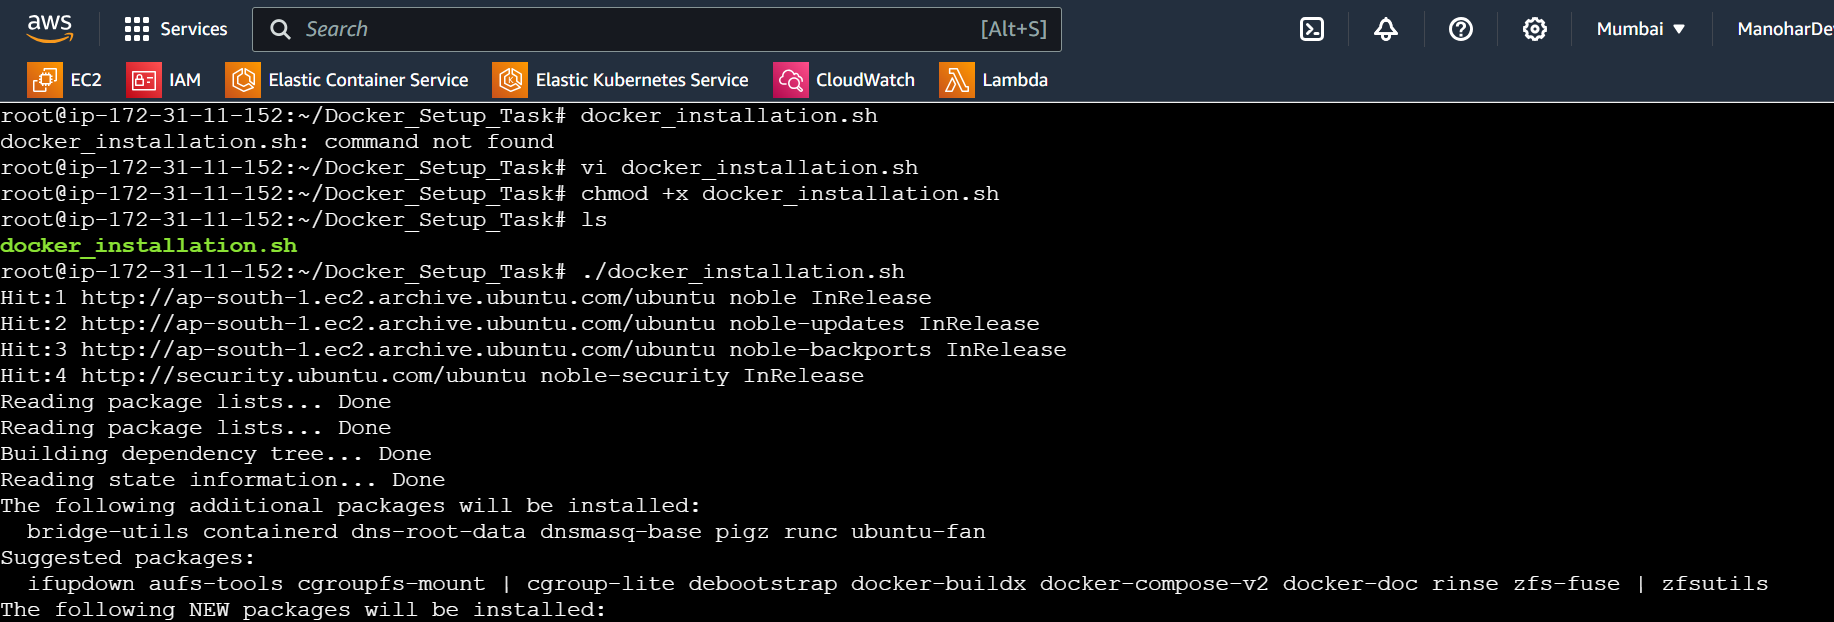 aws Services Search [Alt+S] Mumbai ▼
EC2 IAM Elastic Container Service Elastic Kubernetes Service CloudWatch Lambda
root@ip-172-31-11-152:~/Docker_Setup_Task# docker_installation.sh
docker_installation.sh: command not found
root@ip-172-31-11-152:~/Docker_Setup_Task# vi docker_installation.sh
root@ip-172-31-11-152:~/Docker_Setup_Task# chmod +x docker_installation.sh
root@ip-172-31-11-152:~/Docker_Setup_Task# ls
docker_installation.sh
root@ip-172-31-11-152:~/Docker_Setup_Task# ./docker_installation.sh
Hit:1 http://ap-south-1.ec2.archive.ubuntu.com/ubuntu noble InRelease
Hit:2 http://ap-south-1.ec2.archive.ubuntu.com/ubuntu noble-updates InRelease
Hit:3 http://ap-south-1.ec2.archive.ubuntu.com/ubuntu noble-backports InRelease
Hit:4 http://security.ubuntu.com/ubuntu noble-security InRelease
Reading package lists... Done
Reading package lists... Done
Building dependency tree... Done
Reading state information... Done
The following additional packages will be installed:
  bridge-utils containerd dns-root-data dnsmasq-base pigz runc ubuntu-fan
Suggested packages:
  ifupdown aufs-tools cgroupfs-mount | cgroup-lite debootstrap docker-buildx docker-compose-v2 docker-doc rinse zfs-fuse | zfsutils
The following NEW packages will be installed: